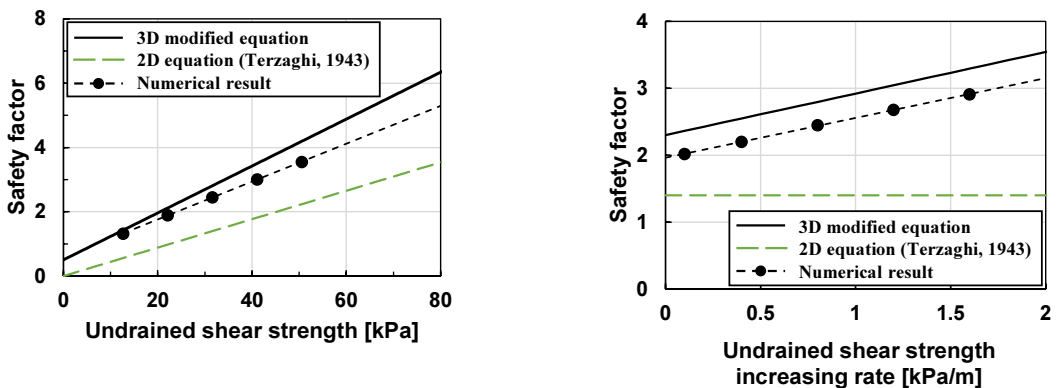 8
6
4
2
0
Safety factor
3D modified equation
2D equation (Terzaghi, 1943)
Numerical result
0
20
40
60
80
Undrained shear strength [kPa]
4
3
2
1
0
Safety factor
3D modified equation
2D equation (Terzaghi, 1943)
Numerical result
0
0.5
1
1.5
2
Undrained shear strength
increasing rate [kPa/m]